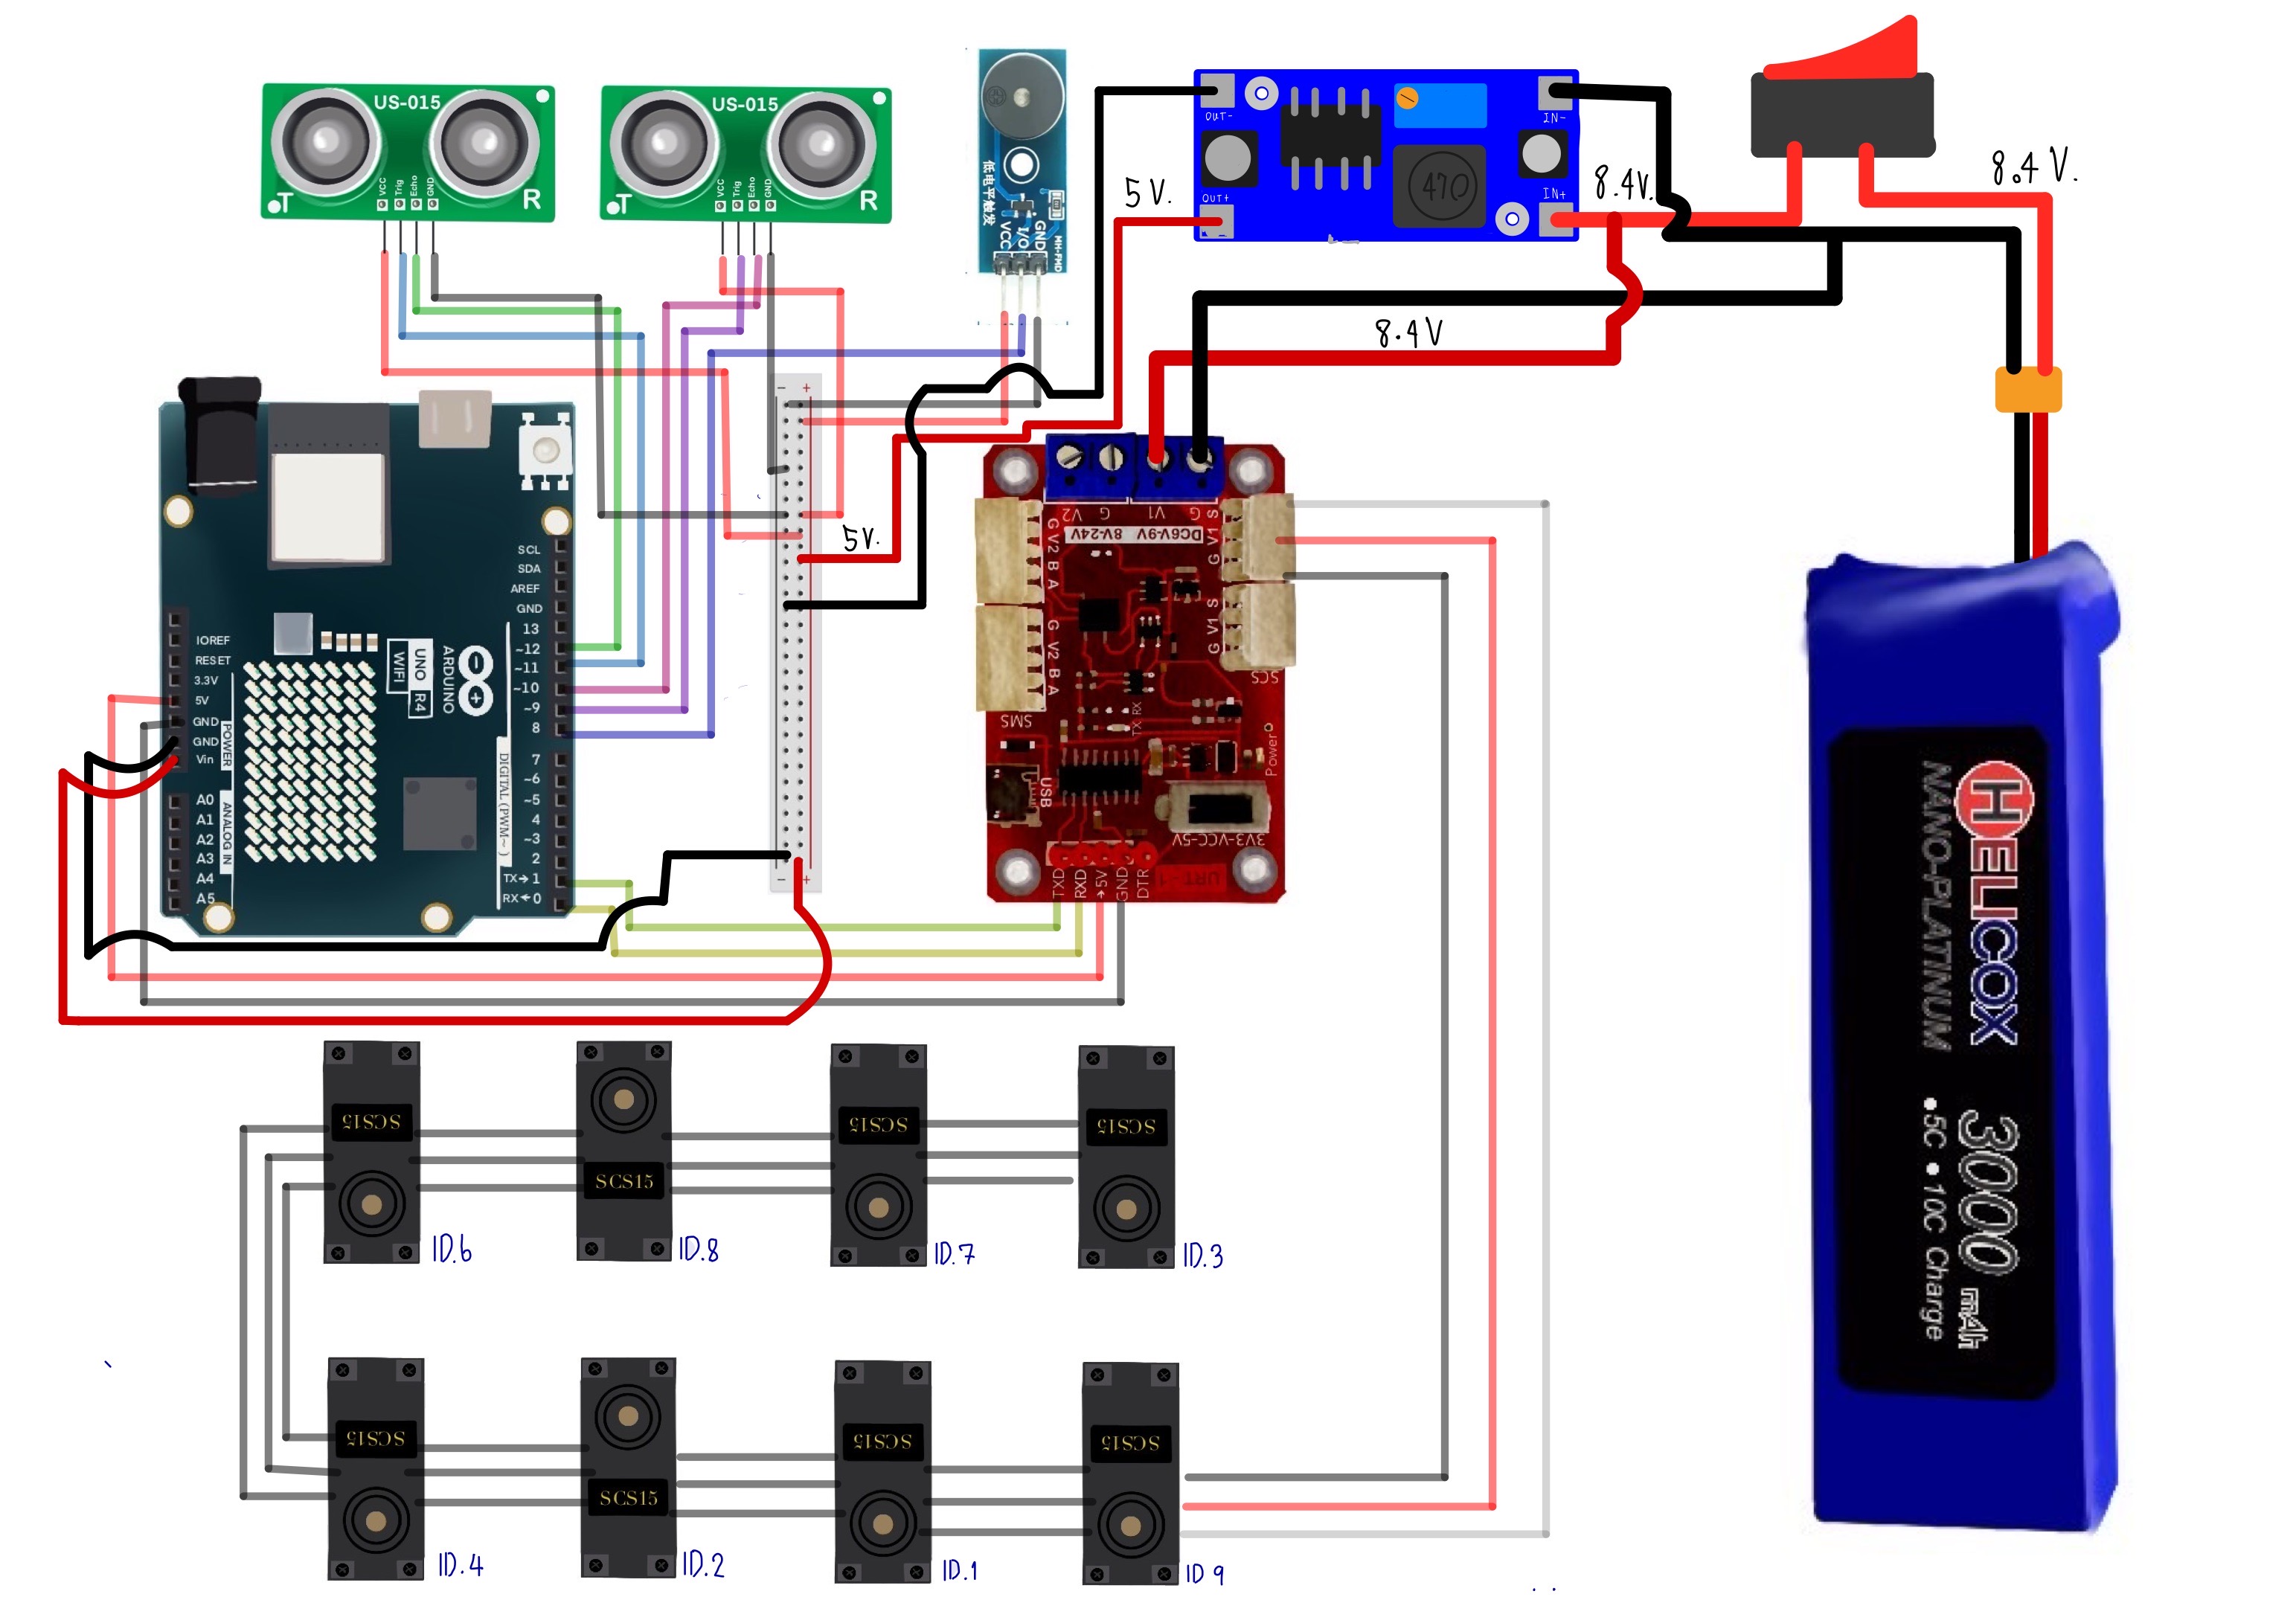 US-015
VCC
Trig
Echo
GND
T
R
US-015
VCC
Trig
Echo
GND
T
R
低电平触发
VCC
I/O
GND
MH-FMD
OUT-
OUT+
470
IN-
IN+
5 V.
8.4V.
8.4 V.
8.4 V
- +
5V.
- +
SCL
SDA
AREF
GND
13
~12
~11
~10
~9
8
7
~6
~5
4
~3
2
TX→1
RX←0
IOREF
RESET
3.3V
5V
GND
GND
Vin
A0
A1
A2
A3
A4
A5
POWER
ANALOG IN
DIGITAL (PWM~)
WIFI
UNO
R4
ARDUINO
V2
G
V1
G
8V-24V
DC6V-9V
G V2 B A
G V2 B A
G V1 S
G V1 S
SMS
SCS
TX RX
USB
Power
3V3-VCC-5V
TXD
RXD
→5V
GND
DTR
URT-1
HELICOX
NANO-PLATINUM
3000 mAh
•5C •10C Charge
SCS15
ID.6
SCS15
ID.8
SCS15
ID.7
SCS15
ID.3
SCS15
ID.4
SCS15
ID.2
SCS15
ID.1
SCS15
ID 9